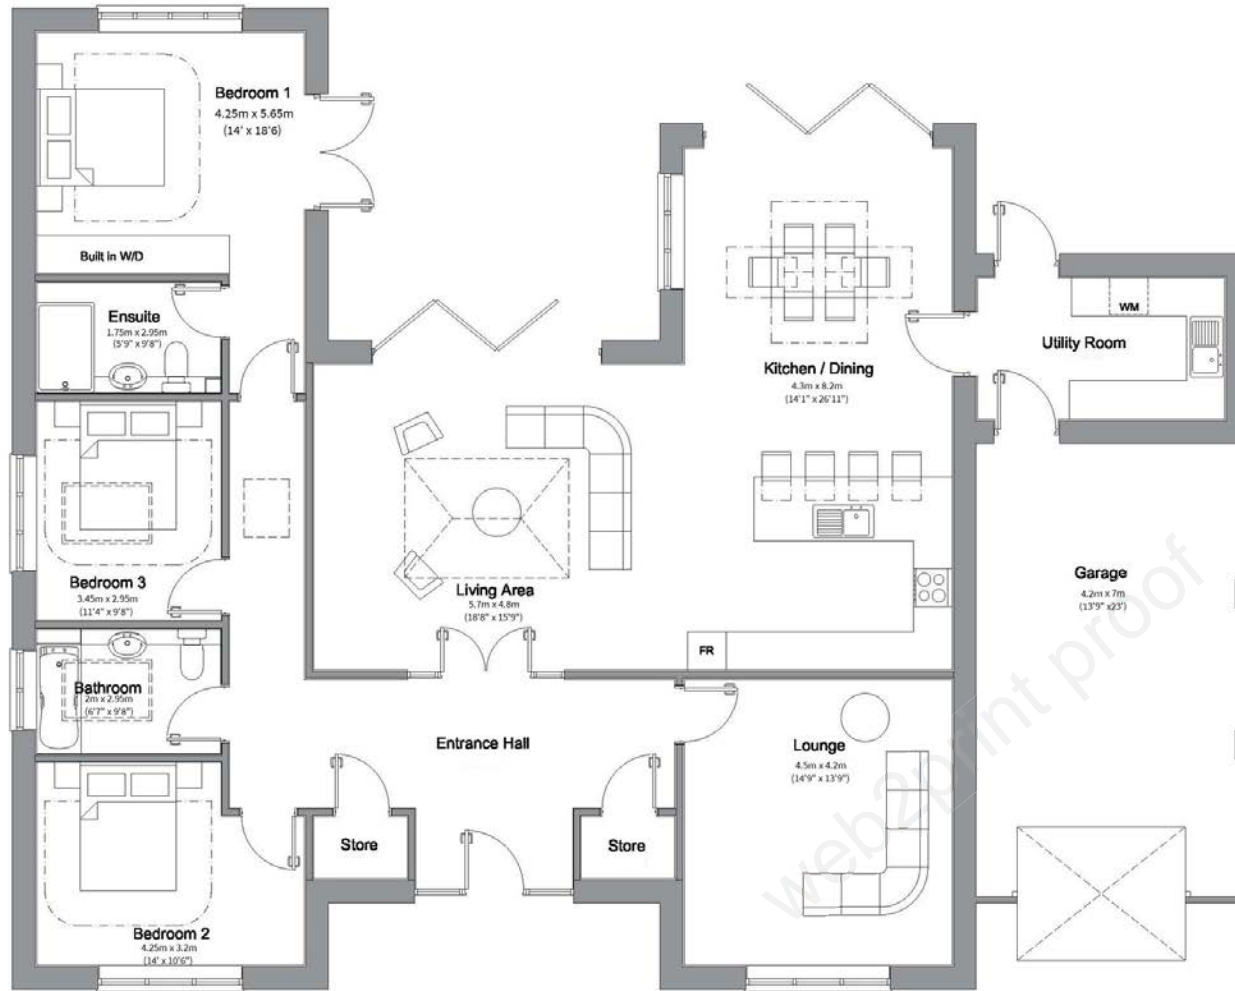 Bedroom 1
4.25m x 5.65m
(14' x 18'6)
Built in W/D
Ensuite
1.75m x 2.95m
(5'9" x 9'8")
Kitchen / Dining
4.3m x 8.2m
(14'1" x 26'11")
WM
Utility Room
Bedroom 3
3.45m x 2.95m
(11'4" x 9'8")
Living Area
5.7m x 4.8m
(18'8" x 15'9")
Garage
4.2m x 7m
(13'9" x23')
FR
Bathroom
2m x 2.95m
(6'7" x 9'8")
Entrance Hall
Lounge
4.5m x 4.2m
(14'9" x 13'9")
Store
Store
Bedroom 2
4.25m x 3.2m
(14' x 10'6")
web2print proof